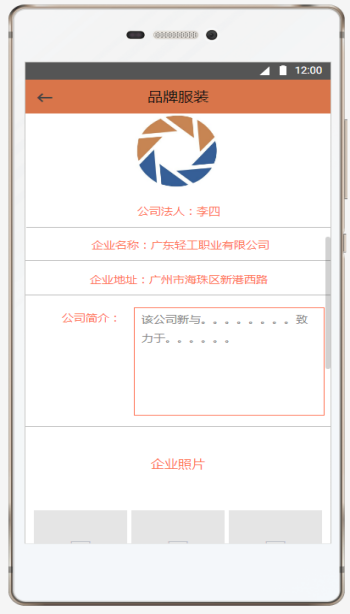 12:00
品牌服装
公司法人：李四
企业名称：广东轻工职业有限公司
企业地址：广州市海珠区新港西路
公司简介：
该公司新与。。。。。。。。致
力于。。。。。。
企业照片